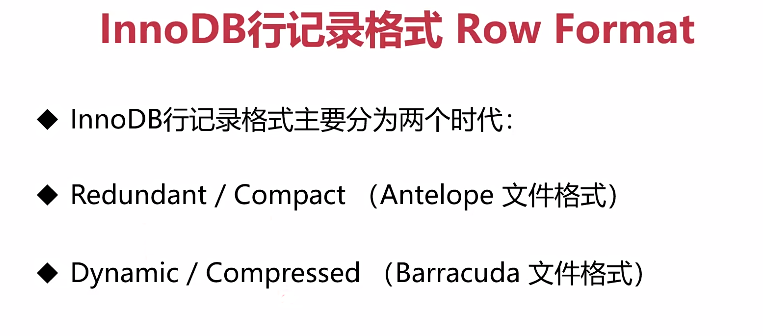 InnoDB行记录格式 Row Format
◆ InnoDB行记录格式主要分为两个时代：
◆ Redundant / Compact （Antelope 文件格式）
◆ Dynamic / Compressed （Barracuda 文件格式）